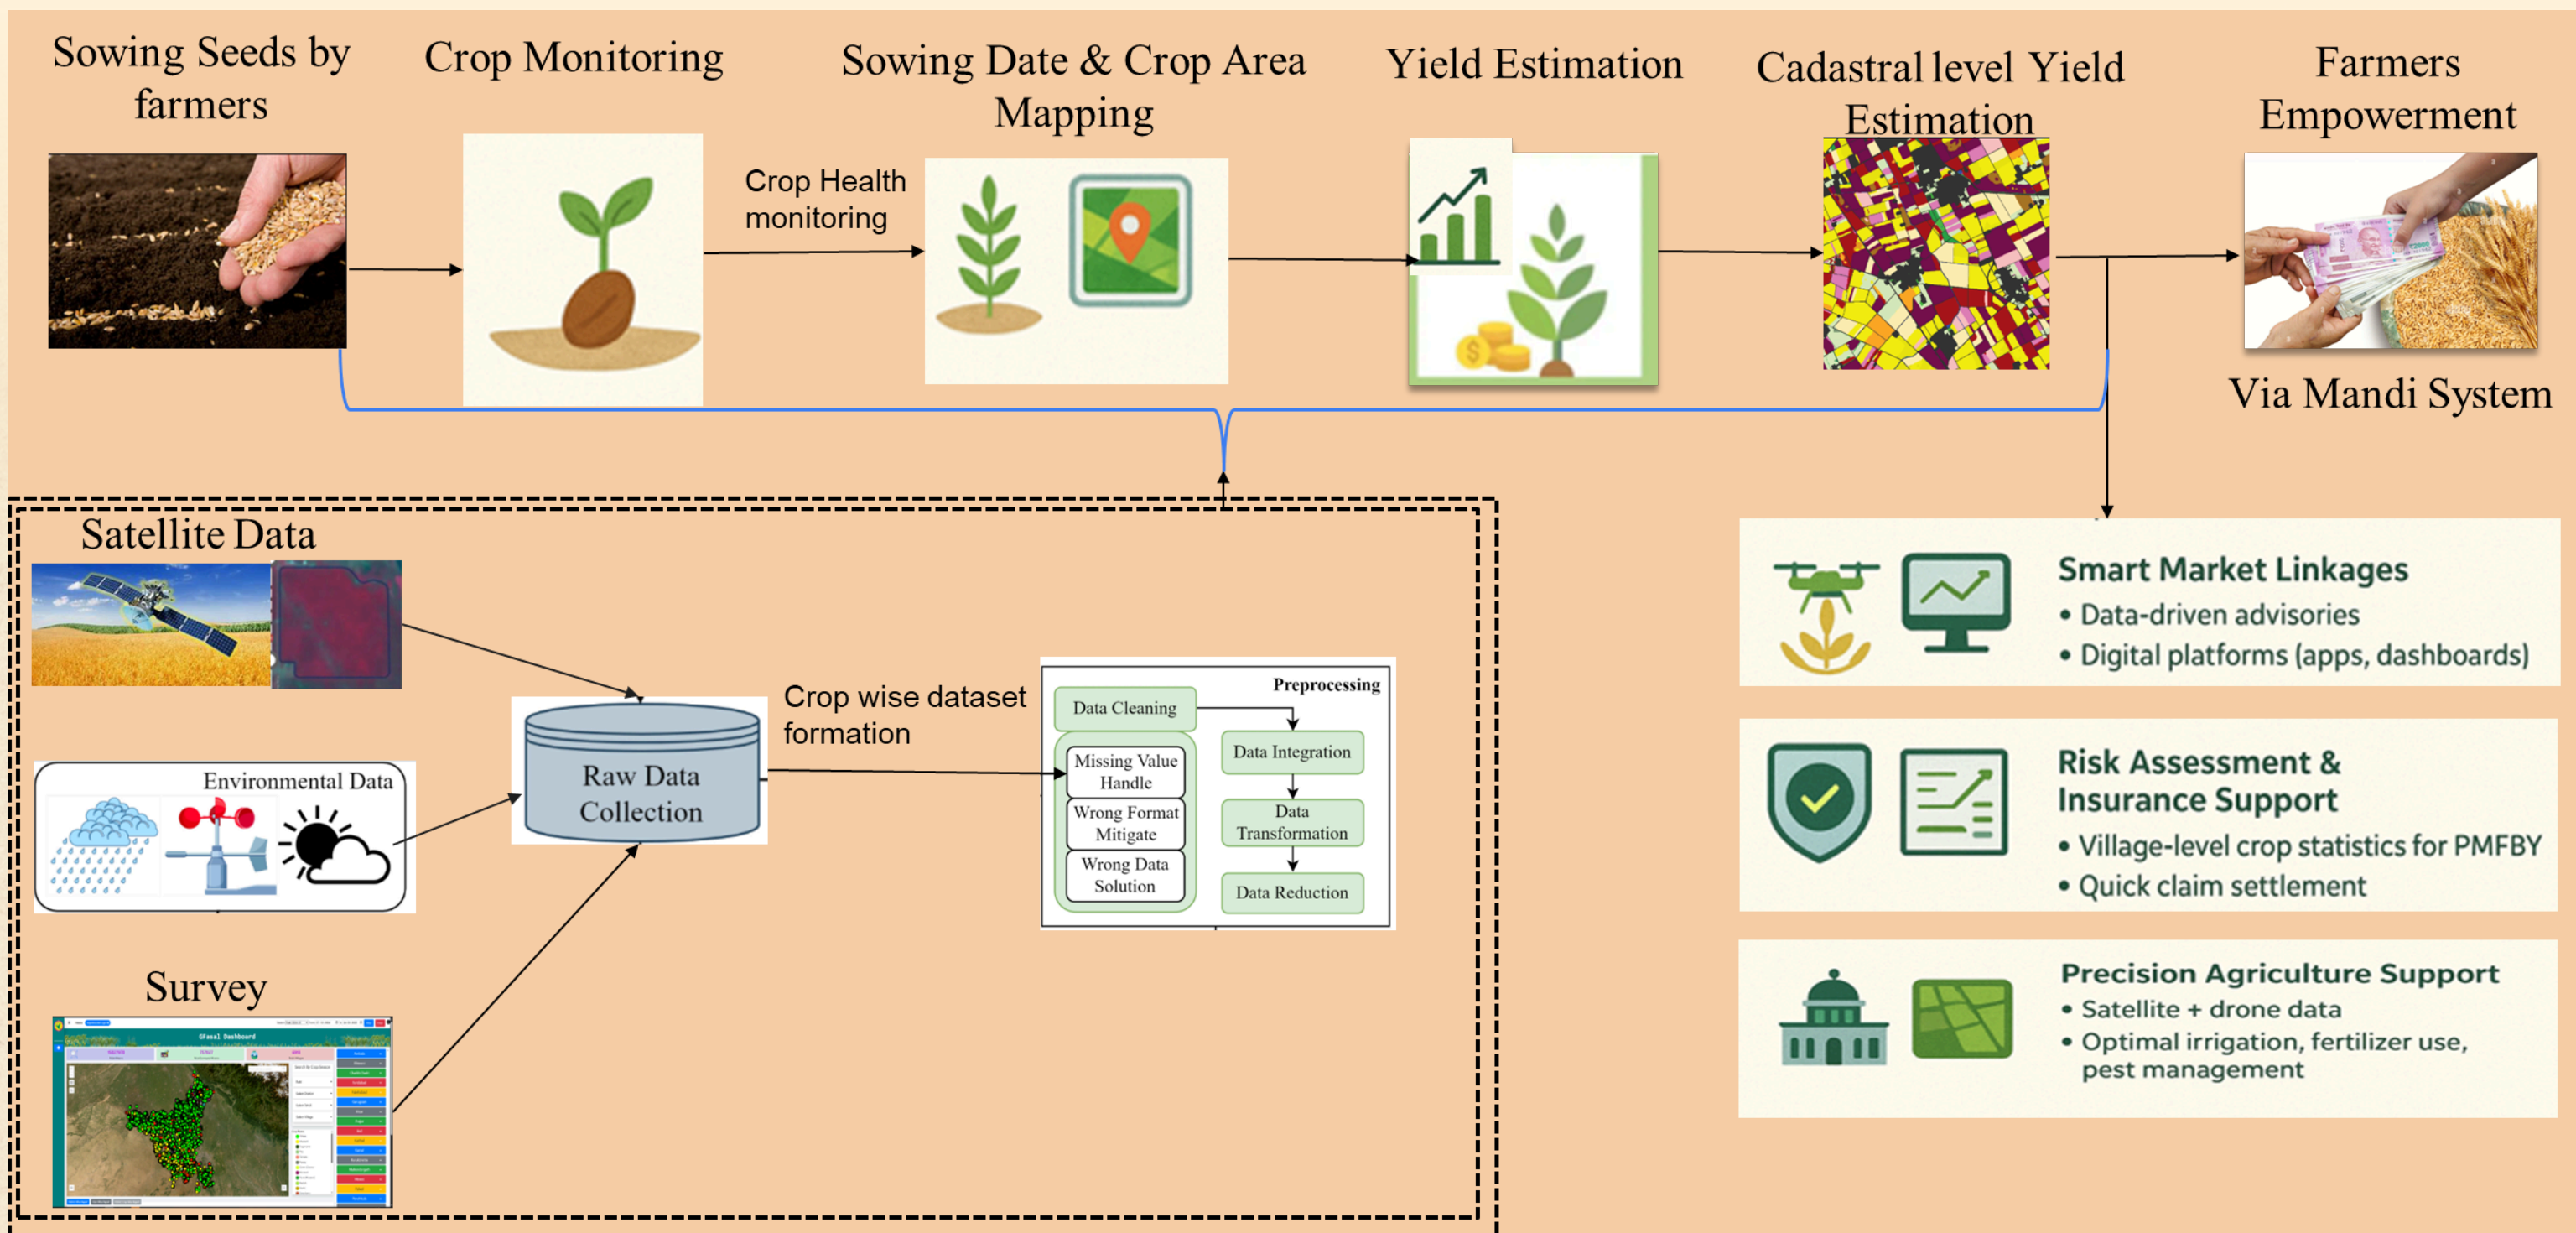 Sowing Seeds by
farmers
Crop Monitoring
Sowing Date & Crop Area
Mapping
Yield Estimation
Cadastral level Yield
Estimation
Farmers
Empowerment
Crop Health
monitoring
Via Mandi System
Satellite Data
Environmental Data
Survey
GFasal Dashboard
Raw Data
Collection
Crop wise dataset
formation
Preprocessing
Data Cleaning
Missing Value
Handle
Wrong Format
Mitigate
Wrong Data
Solution
Data Integration
Data
Transformation
Data Reduction
Smart Market Linkages
• Data-driven advisories
• Digital platforms (apps, dashboards)
Risk Assessment &
Insurance Support
• Village-level crop statistics for PMFBY
• Quick claim settlement
Precision Agriculture Support
• Satellite + drone data
• Optimal irrigation, fertilizer use,
pest management